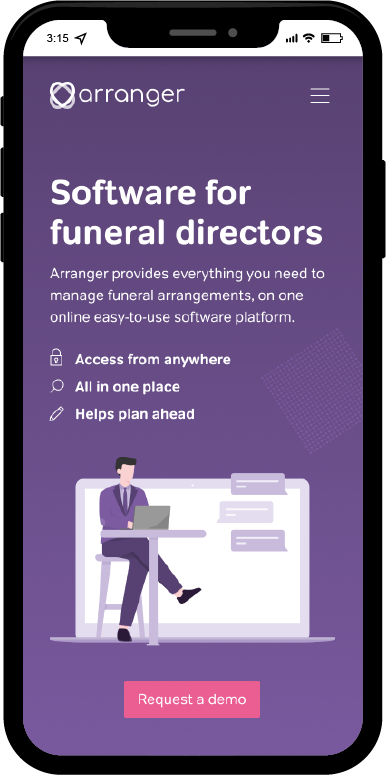 3:15
arranger
Software for
funeral directors
Arranger provides everything you need to
manage funeral arrangements, on one
online easy-to-use software platform.
Access from anywhere
All in one place
Helps plan ahead
Request a demo